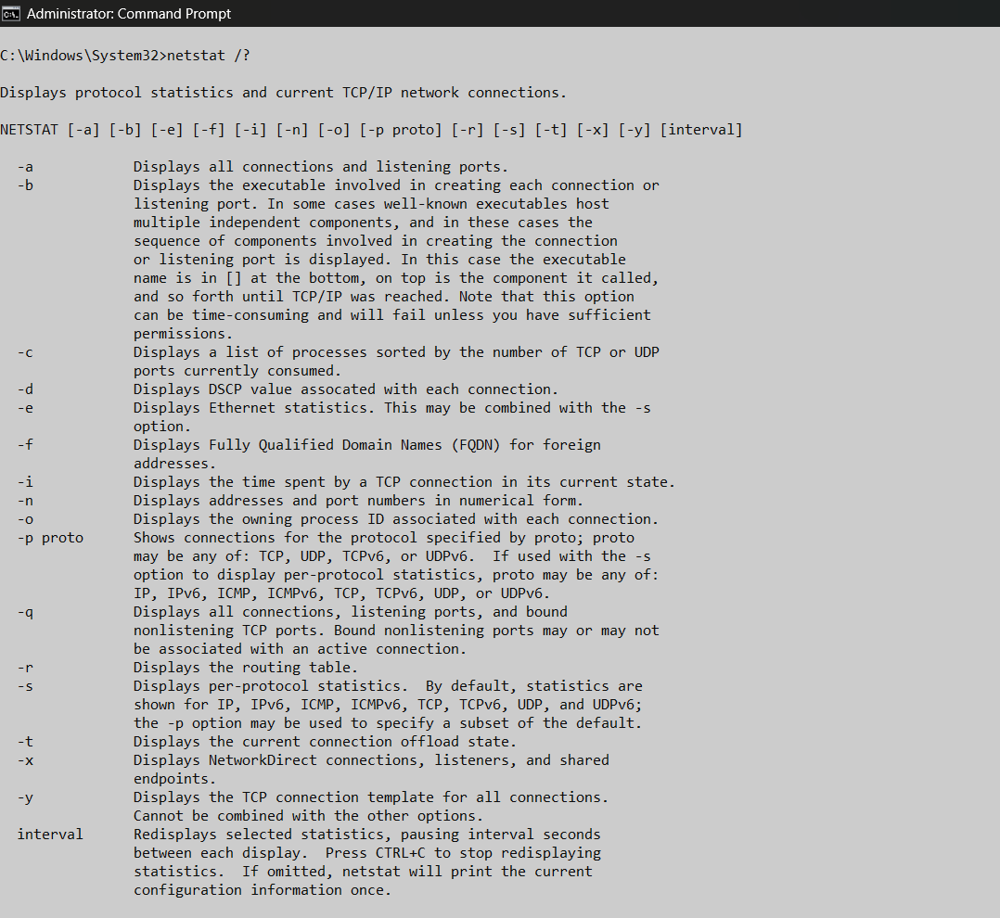 Administrator: Command Prompt
C:\Windows\System32>netstat /?
Displays protocol statistics and current TCP/IP network connections.
NETSTAT [-a] [-b] [-e] [-f] [-i] [-n] [-o] [-p proto] [-r] [-s] [-t] [-x] [-y] [interval]
-a Displays all connections and listening ports.
-b Displays the executable involved in creating each connection or
listening port. In some cases well-known executables host
multiple independent components, and in these cases the
sequence of components involved in creating the connection
or listening port is displayed. In this case the executable
name is in [] at the bottom, on top is the component it called,
and so forth until TCP/IP was reached. Note that this option
can be time-consuming and will fail unless you have sufficient
permissions.
-c Displays a list of processes sorted by the number of TCP or UDP
ports currently consumed.
-d Displays DSCP value assocated with each connection.
-e Displays Ethernet statistics. This may be combined with the -s
option.
-f Displays Fully Qualified Domain Names (FQDN) for foreign
addresses.
-i Displays the time spent by a TCP connection in its current state.
-n Displays addresses and port numbers in numerical form.
-o Displays the owning process ID associated with each connection.
-p proto Shows connections for the protocol specified by proto; proto
may be any of: TCP, UDP, TCPv6, or UDPv6.  If used with the -s
option to display per-protocol statistics, proto may be any of:
IP, IPv6, ICMP, ICMPv6, TCP, TCPv6, UDP, or UDPv6.
-q Displays all connections, listening ports, and bound
nonlistening TCP ports. Bound nonlistening ports may or may not
be associated with an active connection.
-r Displays the routing table.
-s Displays per-protocol statistics.  By default, statistics are
shown for IP, IPv6, ICMP, ICMPv6, TCP, TCPv6, UDP, and UDPv6;
the -p option may be used to specify a subset of the default.
-t Displays the current connection offload state.
-x Displays NetworkDirect connections, listeners, and shared
endpoints.
-y Displays the TCP connection template for all connections.
Cannot be combined with the other options.
interval Redisplays selected statistics, pausing interval seconds
between each display.  Press CTRL+C to stop redisplaying
statistics.  If omitted, netstat will print the current
configuration information once.